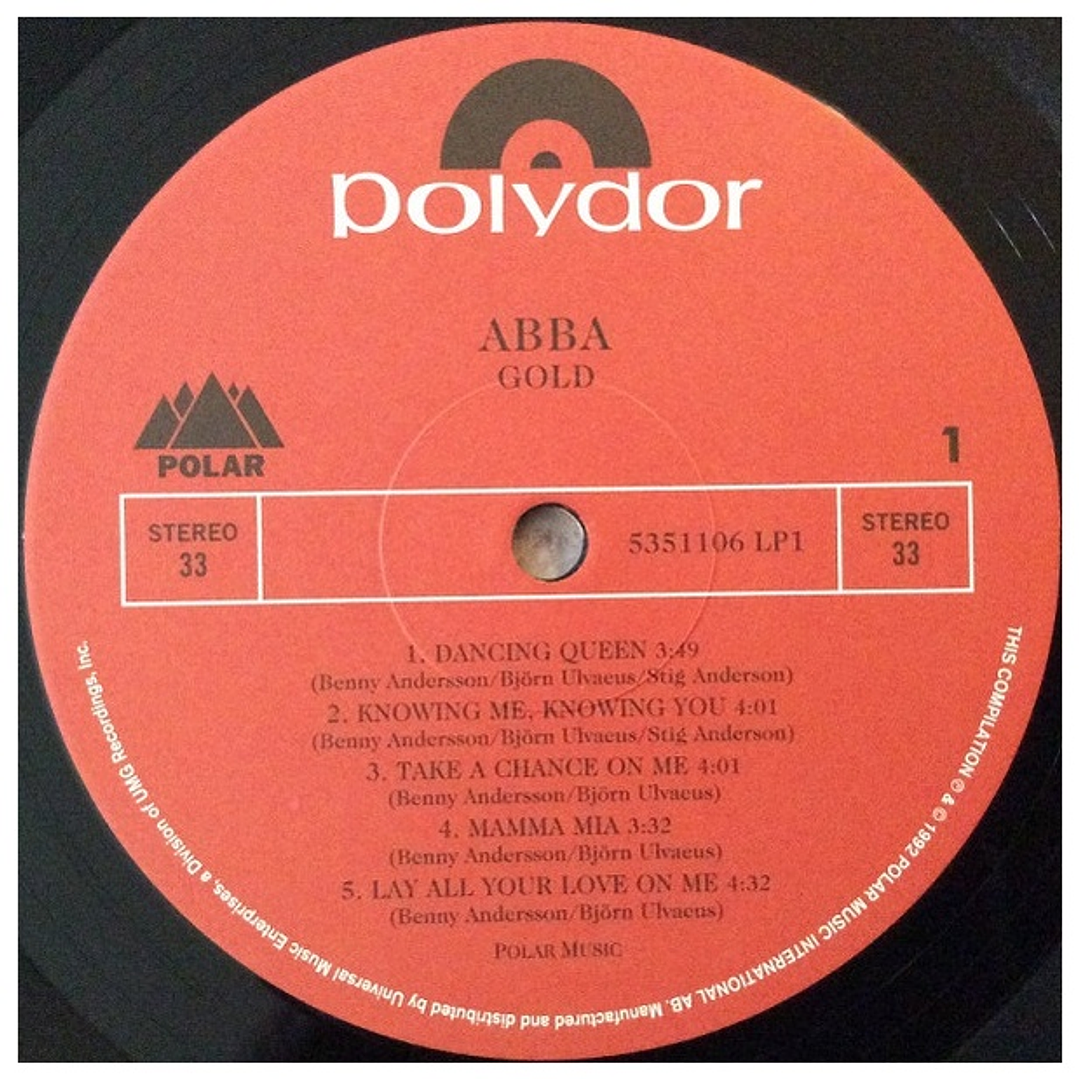 polydor
ABBA
GOLD
POLAR
1
STEREO
33
5351106 LP1
STEREO
33
1. DANCING QUEEN 3:49
(Benny Andersson/Björn Ulvaeus/Stig Anderson)
2. KNOWING ME, KNOWING YOU 4:01
(Benny Andersson/Björn Ulvaeus/Stig Anderson)
3. TAKE A CHANCE ON ME 4:01
(Benny Andersson/Björn Ulvaeus)
4. MAMMA MIA 3:32
(Benny Andersson/Björn Ulvaeus)
5. LAY ALL YOUR LOVE ON ME 4:32
(Benny Andersson/Björn Ulvaeus)
POLAR MUSIC
THIS COMPILATION ℗ & © 1992 POLAR MUSIC INTERNATIONAL AB. Manufactured and distributed by Universal Music Enterprises, a Division of UMG Recordings, Inc.